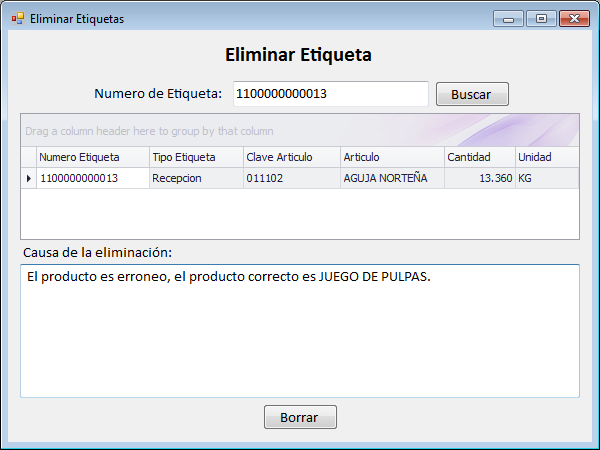 Eliminar Etiquetas
Eliminar Etiqueta
Numero de Etiqueta: 1100000000013 Buscar
Drag a column header here to group by that column
Numero Etiqueta Tipo Etiqueta Clave Articulo Articulo Cantidad Unidad
1100000000013 Recepcion 011102 AGUJA NORTEÑA 13.360 KG
Causa de la eliminación:
El producto es erroneo, el producto correcto es JUEGO DE PULPAS.
Borrar